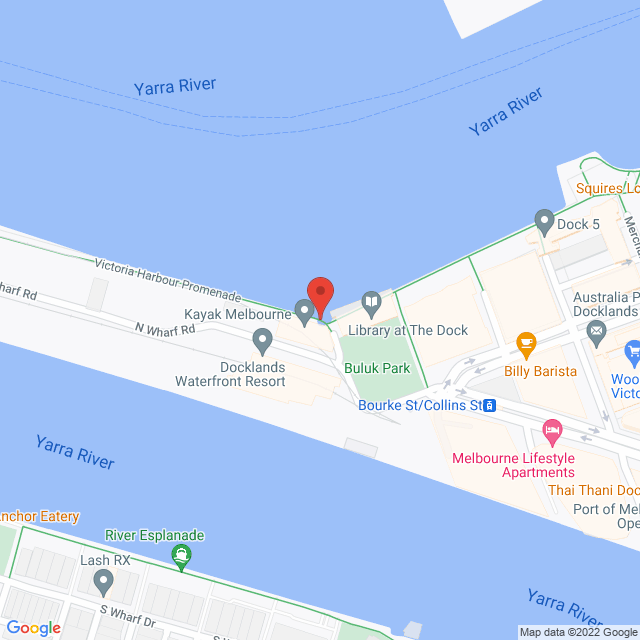 Yarra River
Yarra River
Squires Lo
Dock 5
Victoria Harbour Promenade
Wharf Rd
N Wharf Rd
Kayak Melbourne
Library at The Dock
Docklands
Waterfront Resort
Buluk Park
Australia P
Docklands
Billy Barista
Woo
Victo
Bourke St/Collins St
Melbourne Lifestyle
Apartments
Thai Thani Doc
Port of Mel
Ope
Yarra River
Anchor Eatery
River Esplanade
Lash RX
S Wharf Dr
Yarra River
Google
Map data ©2022 Google